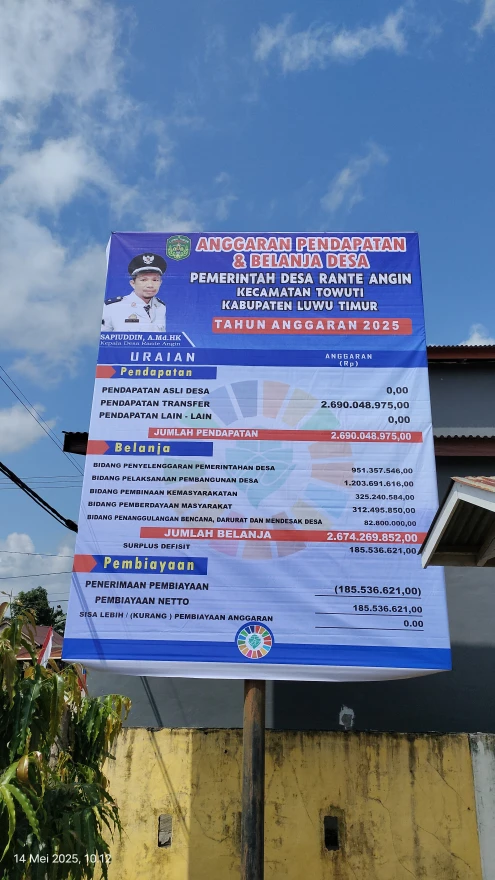 ANGGARAN PENDAPATAN
& BELANJA DESA
PEMERINTAH DESA RANTE ANGIN
KECAMATAN TOWUTI
KABUPATEN LUWU TIMUR
TAHUN ANGGARAN 2025
SAPIUDDIN, A.Md.HK
Kepala Desa Rante Angin
URAIAN ANGGARAN (Rp)
Pendapatan
PENDAPATAN ASLI DESA 0,00
PENDAPATAN TRANSFER 2.690.048.975,00
PENDAPATAN LAIN - LAIN 0,00
JUMLAH PENDAPATAN 2.690.048.975,00
Belanja
BIDANG PENYELENGGARAN PEMERINTAHAN DESA 951.357.546,00
BIDANG PELAKSANAAN PEMBANGUNAN DESA 1.203.691.616,00
BIDANG PEMBINAAN KEMASYARAKATAN 325.240.584,00
BIDANG PEMBERDAYAAN MASYARAKAT 312.495.850,00
BIDANG PENANGGULANGAN BENCANA, DARURAT DAN MENDESAK DESA 82.800.000,00
JUMLAH BELANJA 2.674.269.852,00
SURPLUS DEFISIT 185.536.621,00
Pembiayaan
PENERIMAAN PEMBIAYAAN (185.536.621,00)
PEMBIAYAAN NETTO 185.536.621,00
SISA LEBIH / (KURANG ) PEMBIAYAAN ANGGARAN 0.00
14 Mei 2025, 10.12